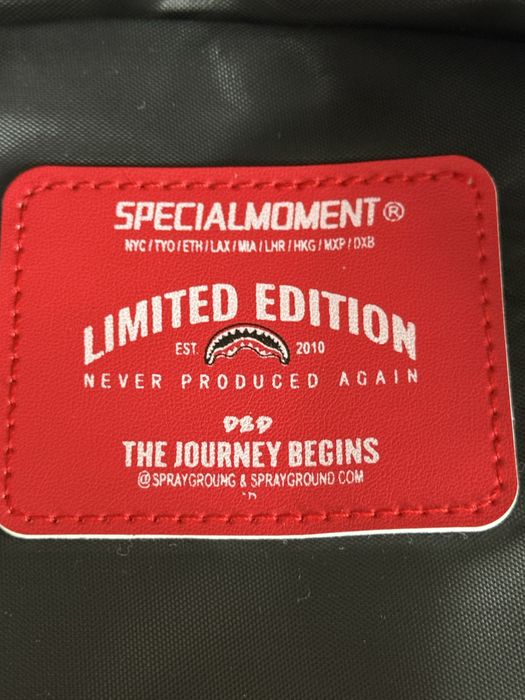 SPECIALMOMENT®
NYC / TYO / ETH / LAX / MIA / LHR / HKG / MXP / DXB
LIMITED EDITION
EST. 2010
NEVER PRODUCED AGAIN
THE JOURNEY BEGINS
@SPRAYGROUNG & SPRAYGROUND COM